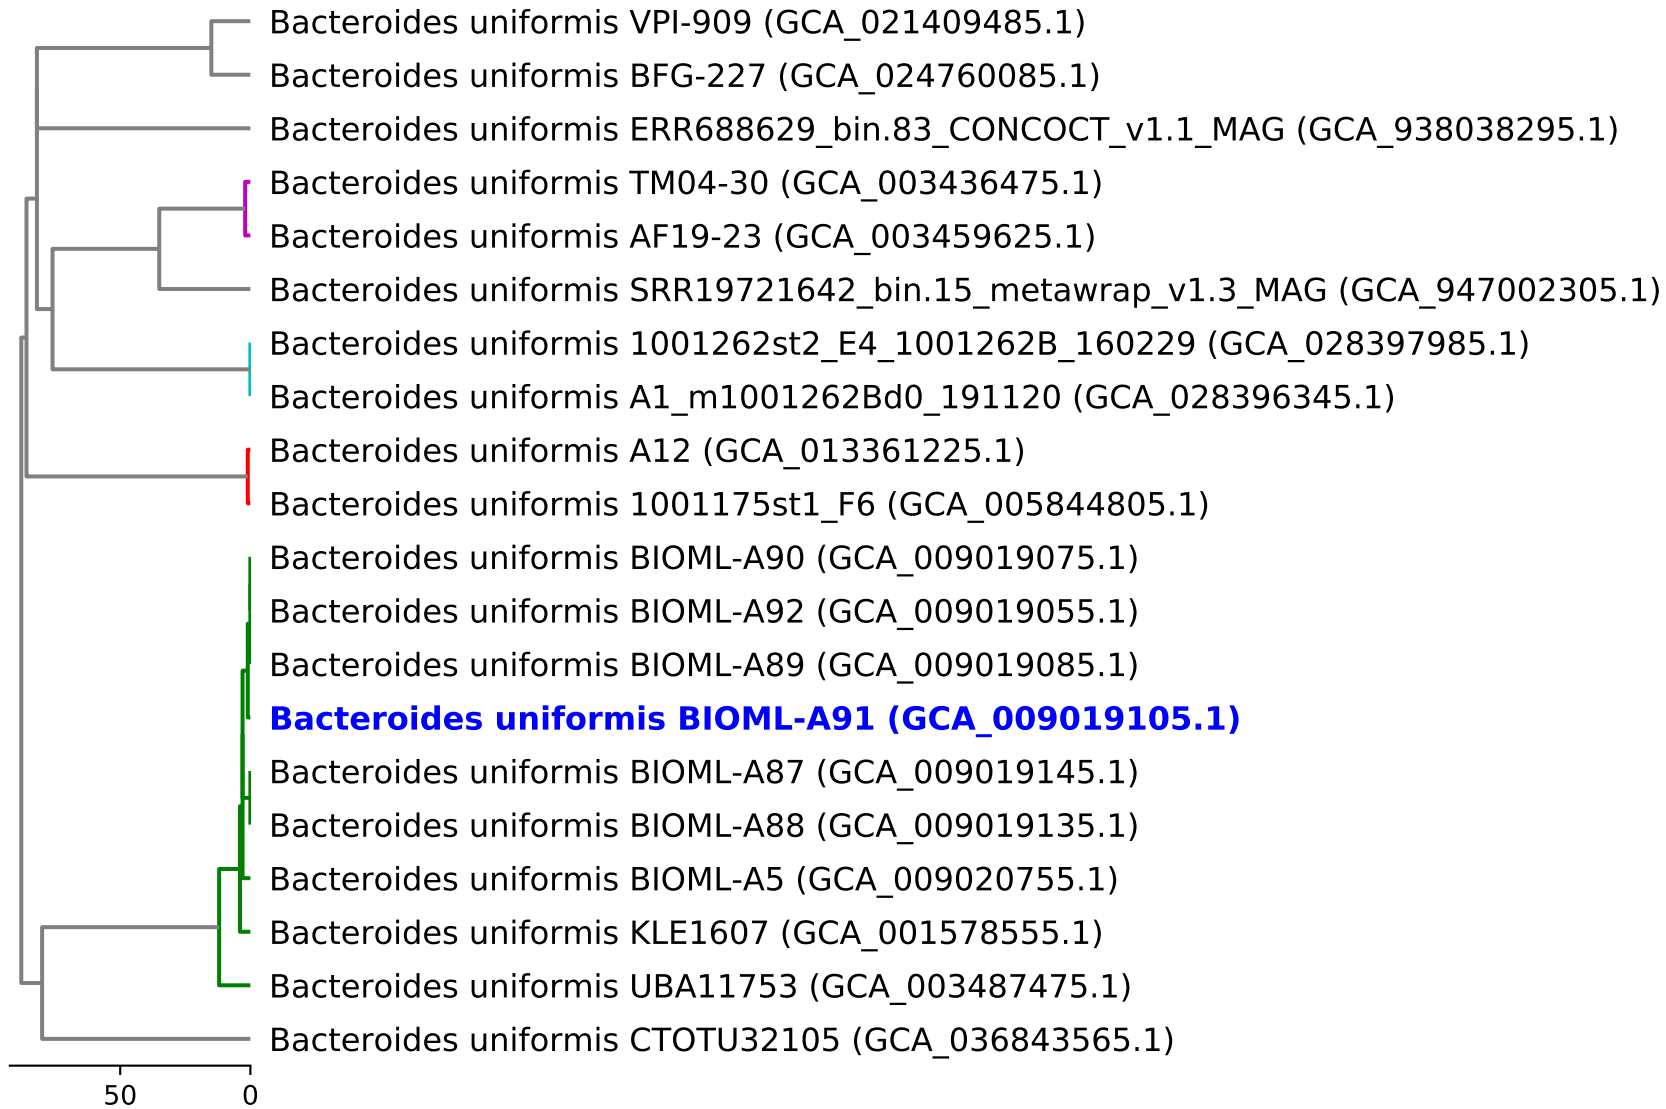 Bacteroides uniformis VPI-909 (GCA_021409485.1)
Bacteroides uniformis BFG-227 (GCA_024760085.1)
Bacteroides uniformis ERR688629_bin.83_CONCOCT_v1.1_MAG (GCA_938038295.1)
Bacteroides uniformis TM04-30 (GCA_003436475.1)
Bacteroides uniformis AF19-23 (GCA_003459625.1)
Bacteroides uniformis SRR19721642_bin.15_metawrap_v1.3_MAG (GCA_947002305.1)
Bacteroides uniformis 1001262st2_E4_1001262B_160229 (GCA_028397985.1)
Bacteroides uniformis A1_m1001262Bd0_191120 (GCA_028396345.1)
Bacteroides uniformis A12 (GCA_013361225.1)
Bacteroides uniformis 1001175st1_F6 (GCA_005844805.1)
Bacteroides uniformis BIOML-A90 (GCA_009019075.1)
Bacteroides uniformis BIOML-A92 (GCA_009019055.1)
Bacteroides uniformis BIOML-A89 (GCA_009019085.1)
Bacteroides uniformis BIOML-A91 (GCA_009019105.1)
Bacteroides uniformis BIOML-A87 (GCA_009019145.1)
Bacteroides uniformis BIOML-A88 (GCA_009019135.1)
Bacteroides uniformis BIOML-A5 (GCA_009020755.1)
Bacteroides uniformis KLE1607 (GCA_001578555.1)
Bacteroides uniformis UBA11753 (GCA_003487475.1)
Bacteroides uniformis CTOTU32105 (GCA_036843565.1)
50 0